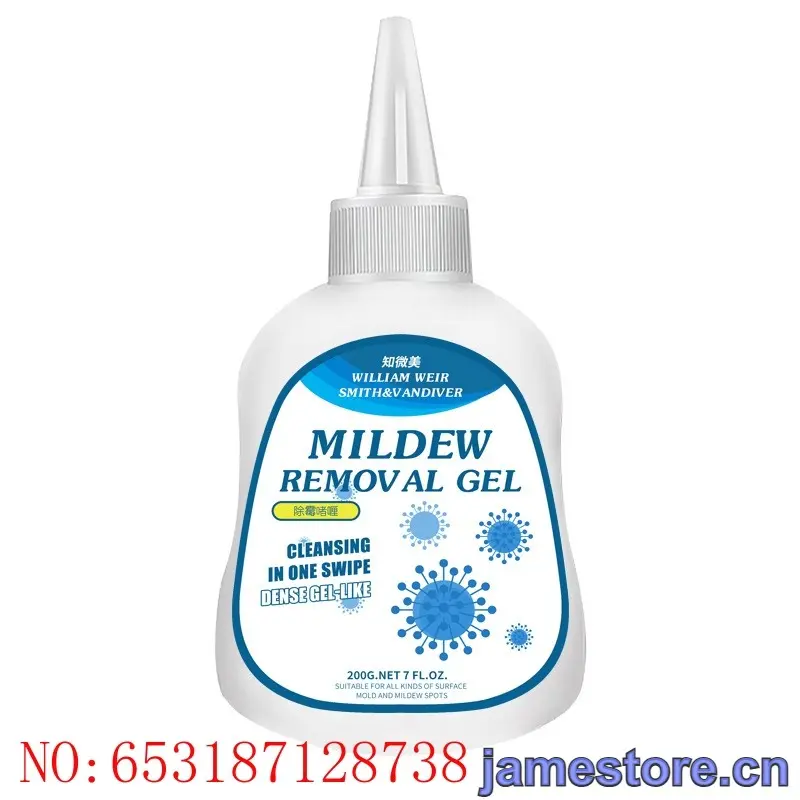 知微美
WILLIAM WEIR
SMITH&VANDIVER
MILDEW
REMOVAL GEL
除霉啫喱
CLEANSING
IN ONE SWIPE
DENSE GEL-LIKE
200G.NET 7 FL.OZ.
SUITABLE FOR ALL KINDS OF SURFACE
MOLD AND MILDEW SPOTS
NO:653187128738
jamestore.cn